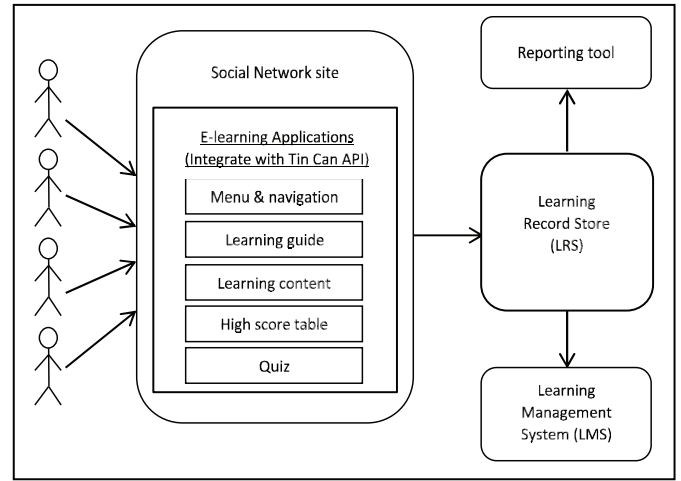 Social Network site
E-learning Applications
(Integrate with Tin Can API)
Menu & navigation
Learning guide
Learning content
High score table
Quiz
Reporting tool
Learning
Record Store
(LRS)
Learning
Management
System (LMS)